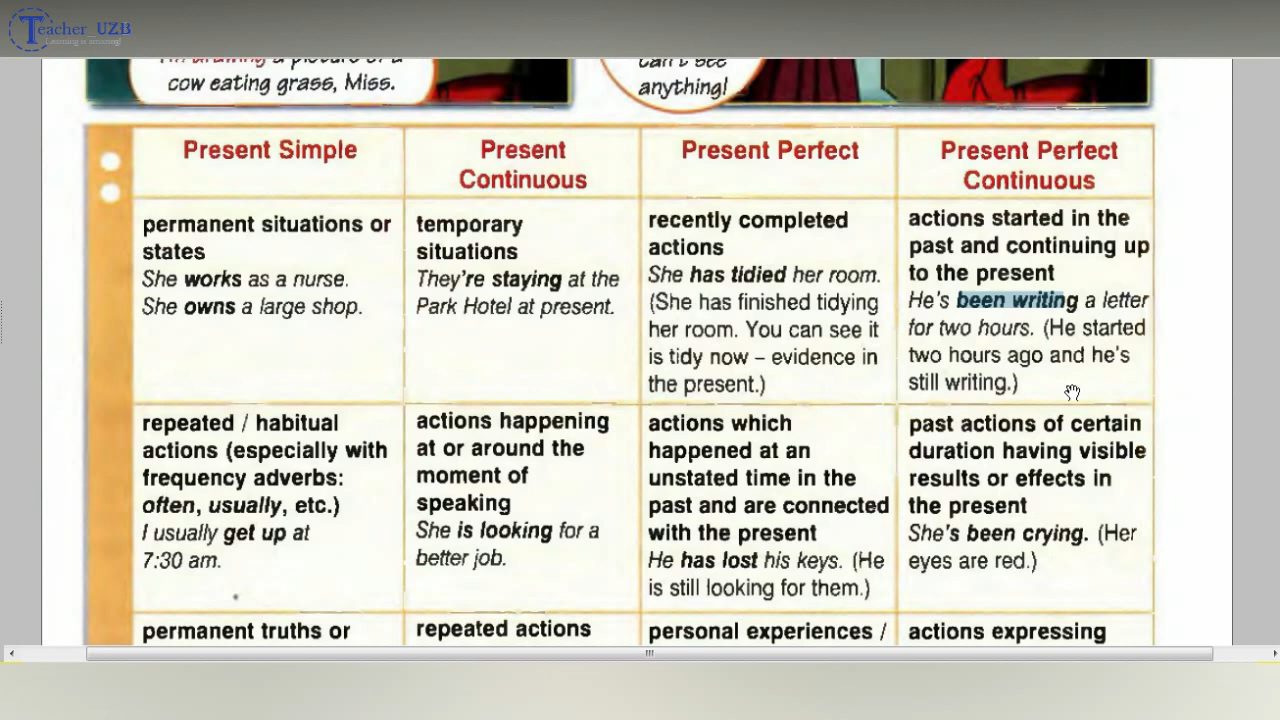 Teacher_UZB
Learning is amazing!
a picture of a
cow eating grass, Miss.
can't see
anything!
Present Simple
Present
Continuous
Present Perfect
Present Perfect
Continuous
permanent situations or
states
She works as a nurse.
She owns a large shop.
temporary
situations
They're staying at the
Park Hotel at present.
recently completed
actions
She has tidied her room.
(She has finished tidying
her room. You can see it
is tidy now – evidence in
the present.)
actions started in the
past and continuing up
to the present
He's been writing a letter
for two hours. (He started
two hours ago and he's
still writing.)
repeated / habitual
actions (especially with
frequency adverbs:
often, usually, etc.)
I usually get up at
7:30 am.
actions happening
at or around the
moment of
speaking
She is looking for a
better job.
actions which
happened at an
unstated time in the
past and are connected
with the present
He has lost his keys. (He
is still looking for them.)
past actions of certain
duration having visible
results or effects in
the present
She's been crying. (Her
eyes are red.)
permanent truths or
repeated actions
personal experiences /
actions expressing